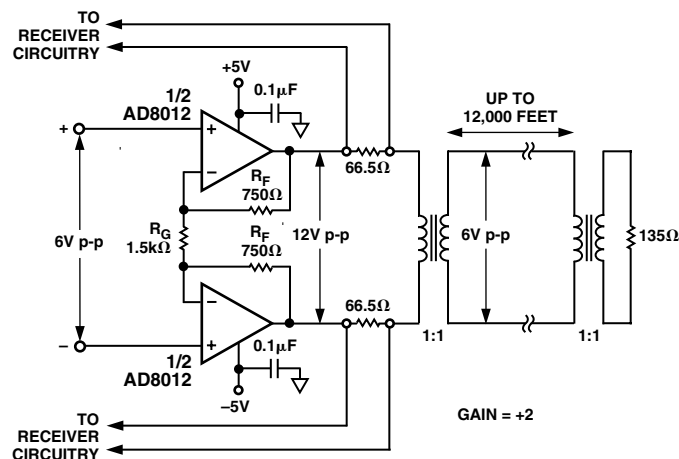 TO
RECEIVER
CIRCUITRY
1/2
AD8012
+5V
0.1μF
+
+
–
R_F
750Ω
66.5Ω
UP TO
12,000 FEET
6V p-p
R_G
1.5kΩ
12V p-p
6V p-p
135Ω
R_F
750Ω
–
+
–
66.5Ω
1:1
1:1
1/2
AD8012
0.1μF
–5V
TO
RECEIVER
CIRCUITRY
GAIN = +2